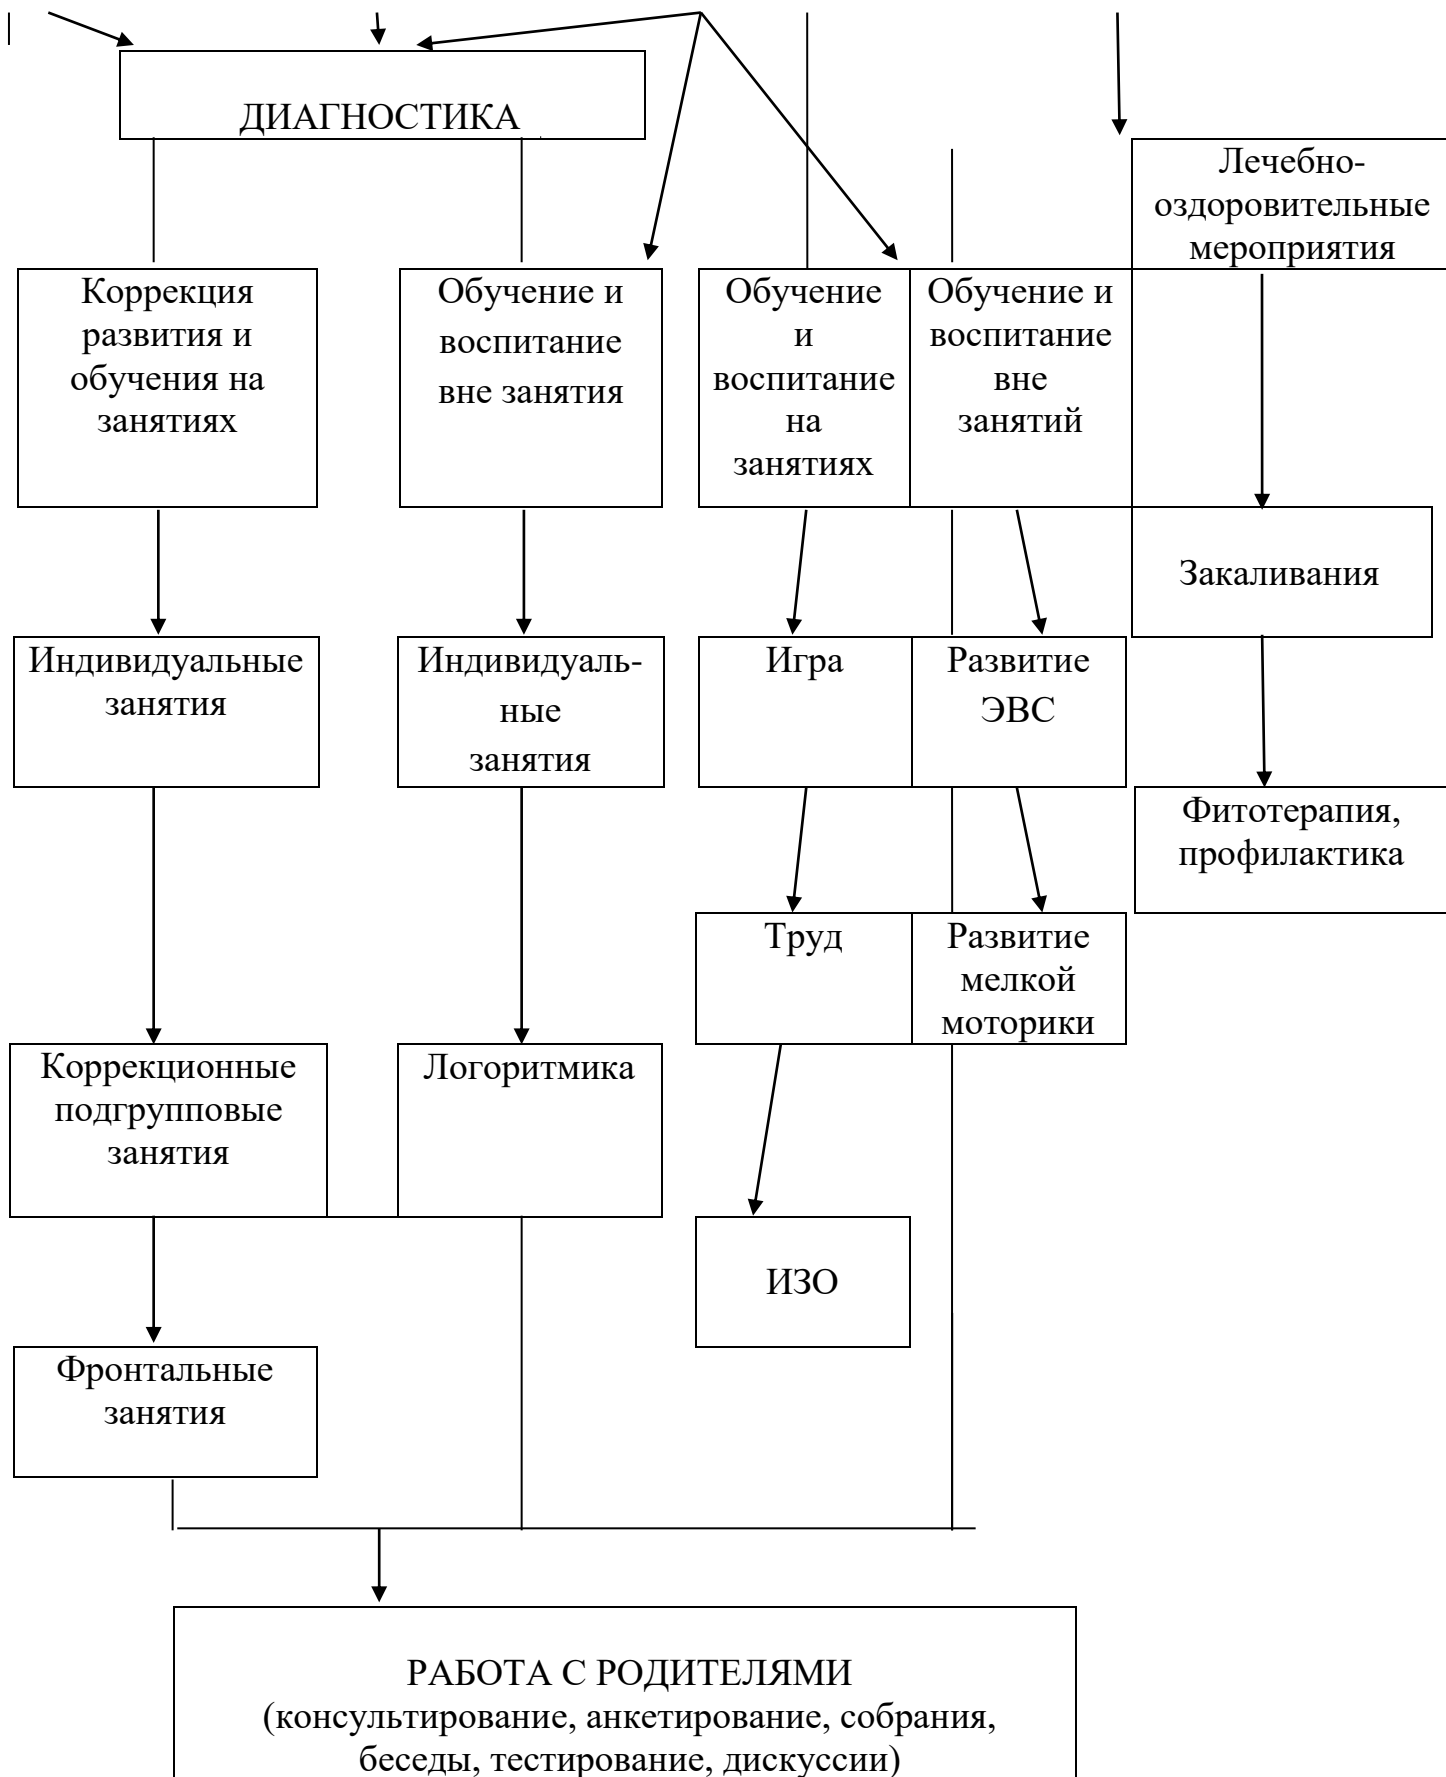 ДИАГНОСТИКА
Лечебно-
оздоровительные
мероприятия
Коррекция
развития и
обучения на
занятиях
Обучение и
воспитание
вне занятия
Обучение
и
воспитание
на
занятиях
Обучение и
воспитание
вне
занятий
Закаливания
Индивидуальные
занятия
Индивидуаль-
ные
занятия
Игра
Развитие
ЭВС
Фитотерапия,
профилактика
Труд
Развитие
мелкой
моторики
Коррекционные
подгрупповые
занятия
Логоритмика
ИЗО
Фронтальные
занятия
РАБОТА С РОДИТЕЛЯМИ
(консультирование, анкетирование, собрания,
беседы, тестирование, дискуссии)